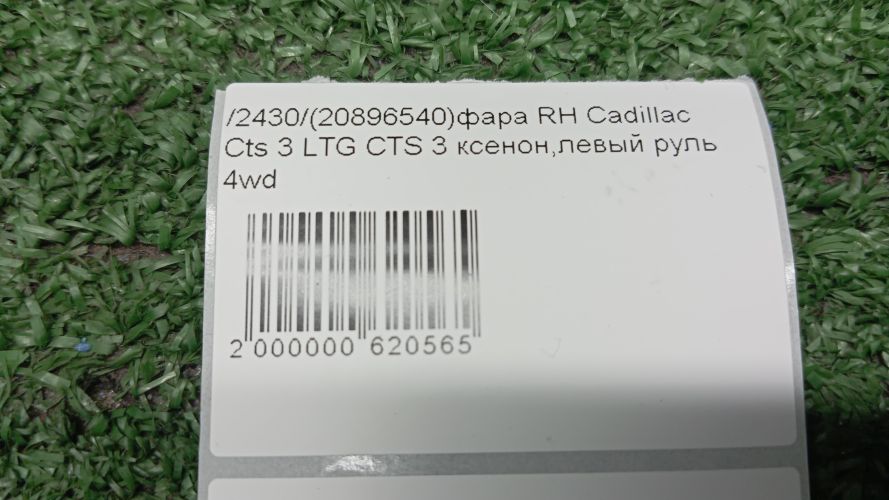 /2430/(20896540)фара RH Cadillac
Cts 3 LTG CTS 3 ксенон,левый руль
4wd
2 000000 620565